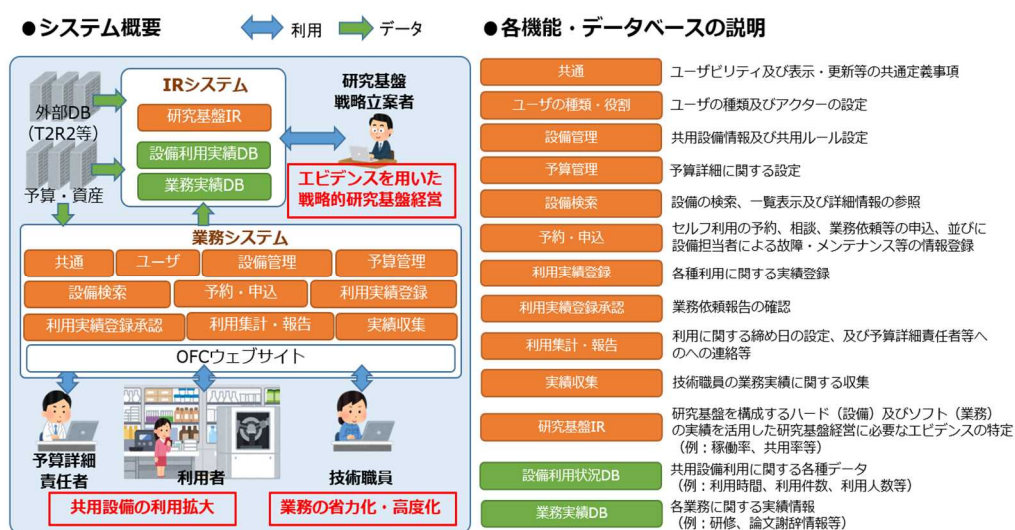 ●システム概要
利用
データ
外部DB
(T2R2等)
予算・資産
IRシステム
研究基盤IR
設備利用実績DB
業務実績DB
研究基盤
戦略立案者
エビデンスを用いた
戦略的研究基盤経営
業務システム
共通
ユーザ
設備管理
予算管理
設備検索
予約・申込
利用実績登録
利用実績登録承認
利用集計・報告
実績収集
OFCウェブサイト
予算詳細
責任者
利用者
技術職員
共用設備の利用拡大
業務の省力化・高度化
●各機能・データベースの説明
共通
ユーザビリティ及び表示・更新等の共通定義事項
ユーザの種類・役割
ユーザの種類及びアクターの設定
設備管理
共用設備情報及び共用ルール設定
予算管理
予算詳細に関する設定
設備検索
設備の検索、一覧表示及び詳細情報の参照
予約・申込
セルフ利用の予約、相談、業務依頼等の申込、並びに
設備担当者による故障・メンテナンス等の情報登録
利用実績登録
各種利用に関する実績登録
利用実績登録承認
業務依頼報告の確認
利用集計・報告
利用に関する締め日の設定、及び予算詳細責任者等へ
のへの連絡等
実績収集
技術職員の業務実績に関する収集
研究基盤IR
研究基盤を構成するハード（設備）及びソフト（業務）
の実績を活用した研究基盤経営に必要なエビデンスの特定
（例：稼働率、共用率等）
設備利用状況DB
共用設備利用に関する各種データ
（例：利用時間、利用件数、利用人数等）
業務実績DB
各業務に関する実績情報
（例：研修、論文謝辞情報等）